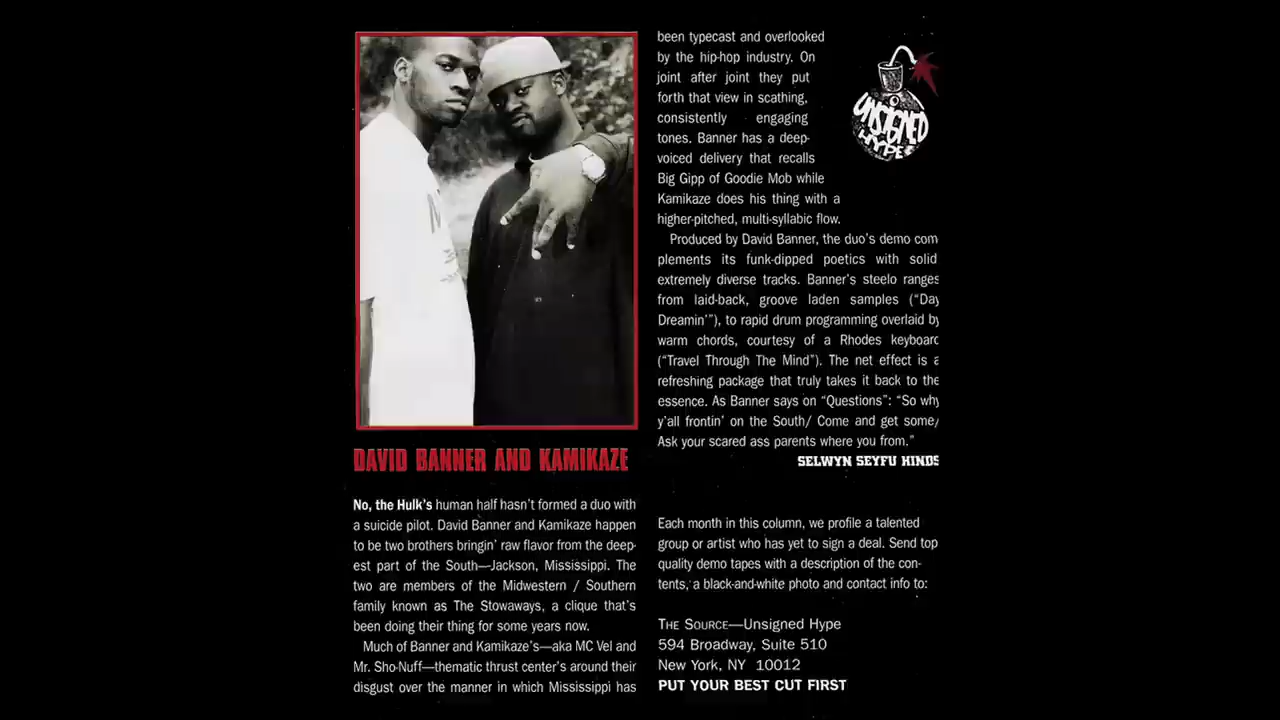 DAVID BANNER AND KAMIKAZE
No, the Hulk's human half hasn't formed a duo with
a suicide pilot. David Banner and Kamikaze happen
to be two brothers bringin' raw flavor from the deep-
est part of the South—Jackson, Mississippi. The
two are members of the Midwestern / Southern
family known as The Stowaways, a clique that's
been doing their thing for some years now.
Much of Banner and Kamikaze's—aka MC Vel and
Mr. Sho-Nuff—thematic thrust center's around their
disgust over the manner in which Mississippi has
been typecast and overlooked
by the hip-hop industry. On
joint after joint they put
forth that view in scathing,
consistently engaging
tones. Banner has a deep-
voiced delivery that recalls
Big Gipp of Goodie Mob while
Kamikaze does his thing with a
higher-pitched, multi-syllabic flow.
UNSIGNED
HYPE
Produced by David Banner, the duo's demo com
plements its funk-dipped poetics with solid
extremely diverse tracks. Banner's steelo ranges
from laid-back, groove laden samples ("Day
Dreamin'"), to rapid drum programming overlaid by
warm chords, courtesy of a Rhodes keyboard
("Travel Through The Mind"). The net effect is a
refreshing package that truly takes it back to the
essence. As Banner says on "Questions": "So why
y'all frontin' on the South/ Come and get some/
Ask your scared ass parents where you from."
SELWYN SEYFU HINDS
Each month in this column, we profile a talented
group or artist who has yet to sign a deal. Send top
quality demo tapes with a description of the con-
tents, a black-and-white photo and contact info to:
THE SOURCE—Unsigned Hype
594 Broadway, Suite 510
New York, NY 10012
PUT YOUR BEST CUT FIRST